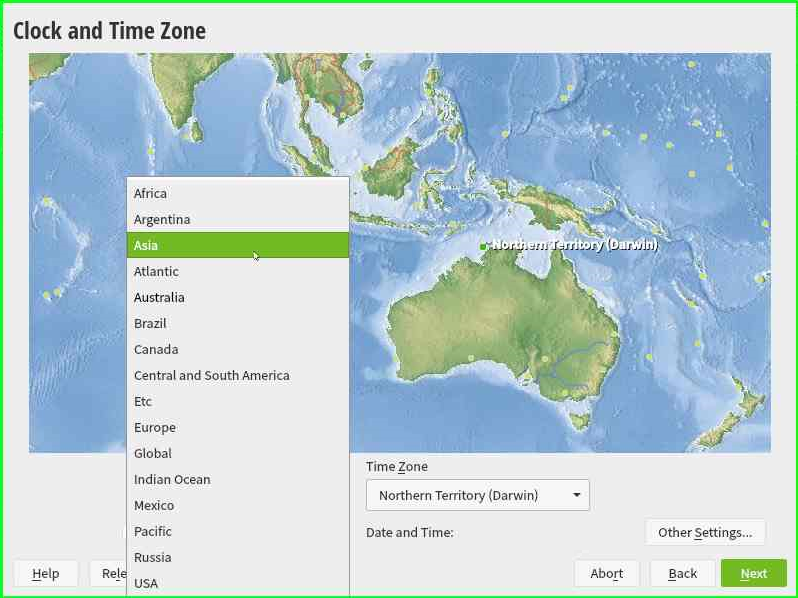 Clock and Time Zone
Northern Territory (Darwin)
Africa
Argentina
Asia
Atlantic
Australia
Brazil
Canada
Central and South America
Etc
Europe
Global
Indian Ocean
Mexico
Pacific
Russia
USA
Time Zone
Northern Territory (Darwin)
Date and Time:
Other Settings...
Help
Rele
Abort
Back
Next